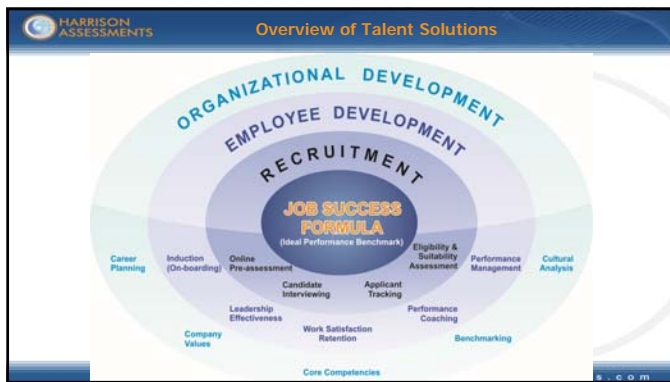 HARRISON
ASSESSMENTS
Overview of Talent Solutions
ORGANIZATIONAL DEVELOPMENT
EMPLOYEE DEVELOPMENT
RECRUITMENT
JOB SUCCESS
FORMULA
(Ideal Performance Benchmark)
Career
Planning
Induction
(On-boarding)
Online
Pre-assessment
Eligibility &
Suitability
Assessment
Performance
Management
Cultural
Analysis
Candidate
Interviewing
Applicant
Tracking
Leadership
Effectiveness
Performance
Coaching
Company
Values
Work Satisfaction
Retention
Benchmarking
Core Competencies
s.com